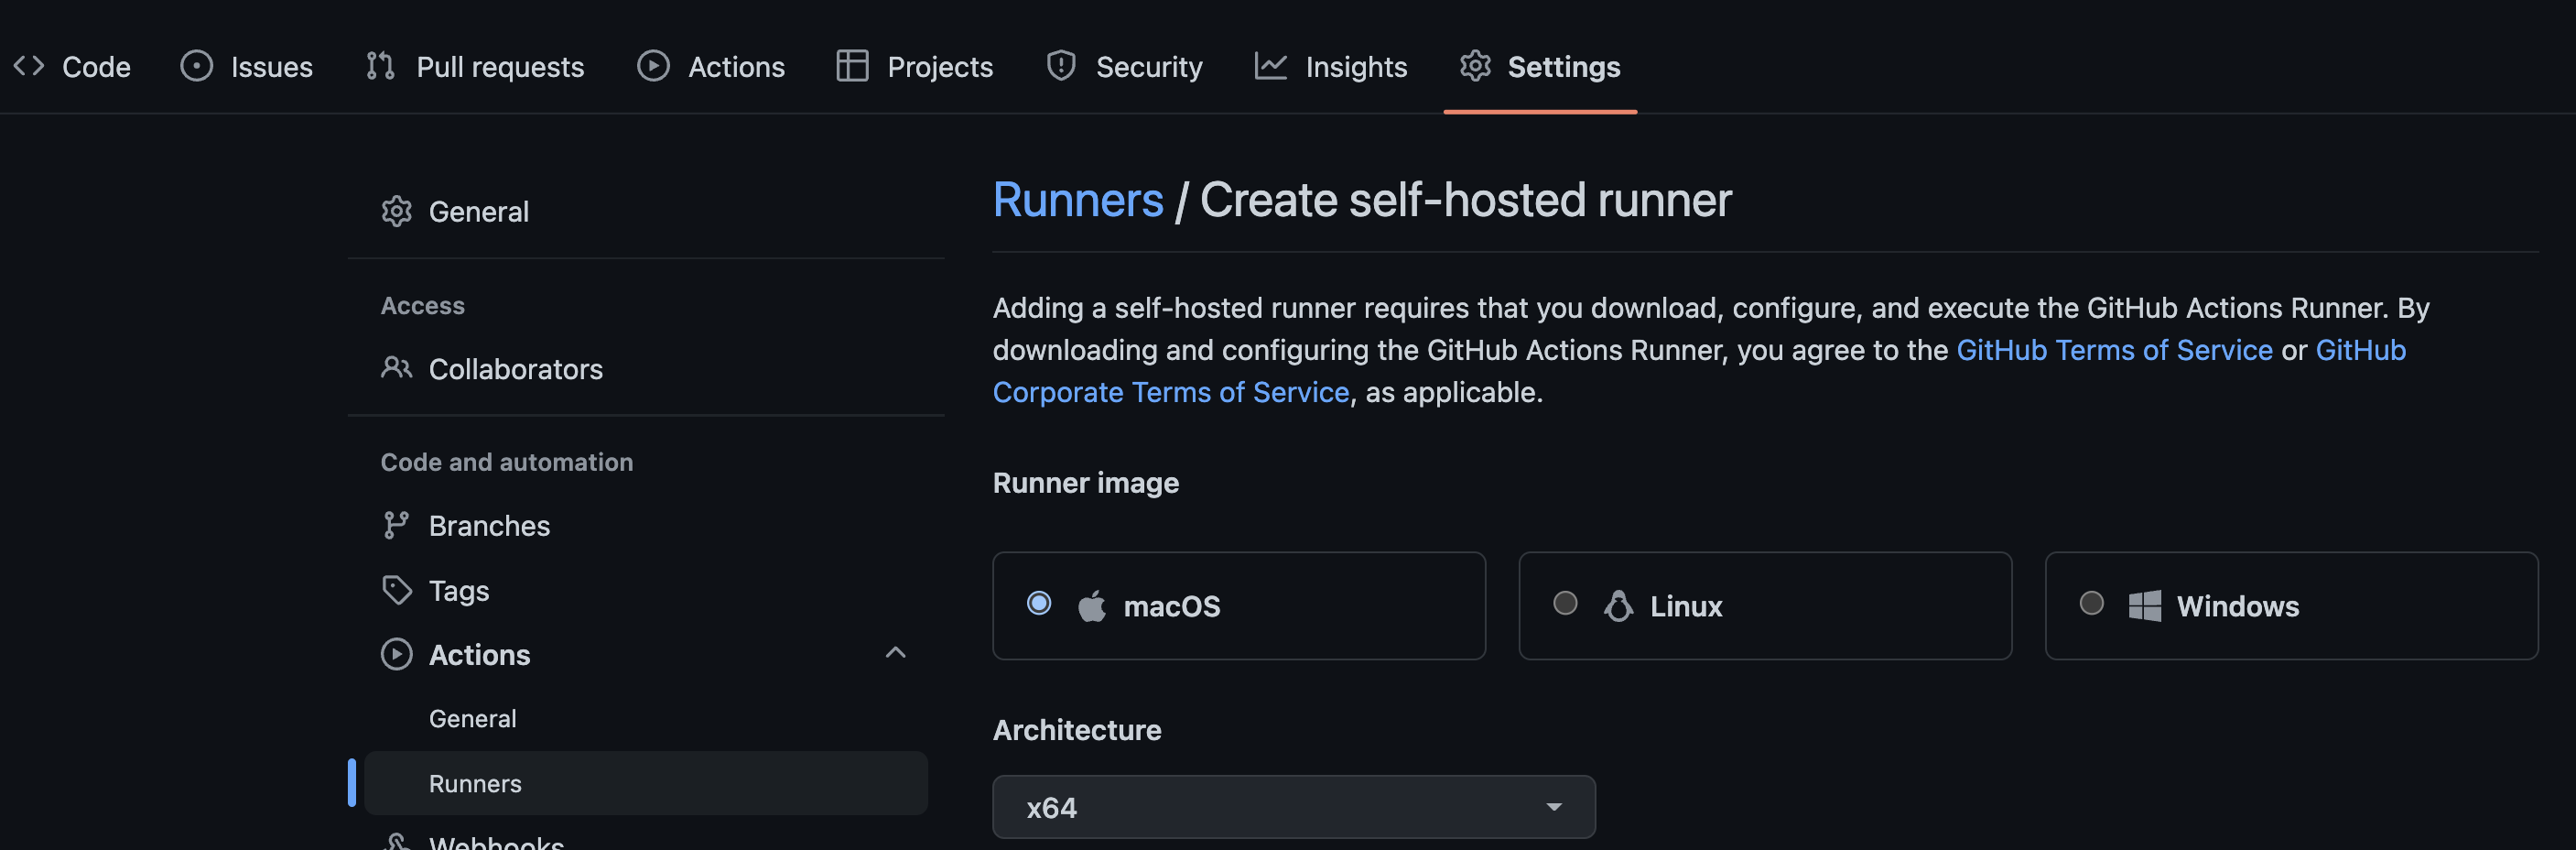 Code Issues Pull requests Actions Projects Security Insights Settings
General
Access
Collaborators
Code and automation
Branches
Tags
Actions
General
Runners
Webhooks
Runners / Create self-hosted runner
Adding a self-hosted runner requires that you download, configure, and execute the GitHub Actions Runner. By
downloading and configuring the GitHub Actions Runner, you agree to the GitHub Terms of Service or GitHub
Corporate Terms of Service, as applicable.
Runner image
macOS Linux Windows
Architecture
x64